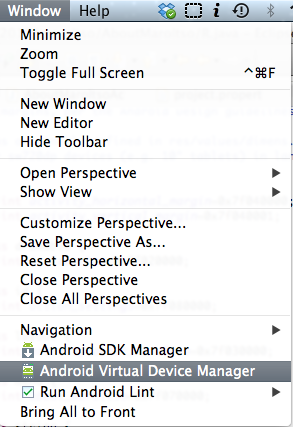 Window Help
Minimize
Zoom
Toggle Full Screen ^⌘F
New Window
New Editor
Hide Toolbar
Open Perspective
Show View
Customize Perspective...
Save Perspective As...
Reset Perspective...
Close Perspective
Close All Perspectives
Navigation
Android SDK Manager
Android Virtual Device Manager
Run Android Lint
Bring All to Front